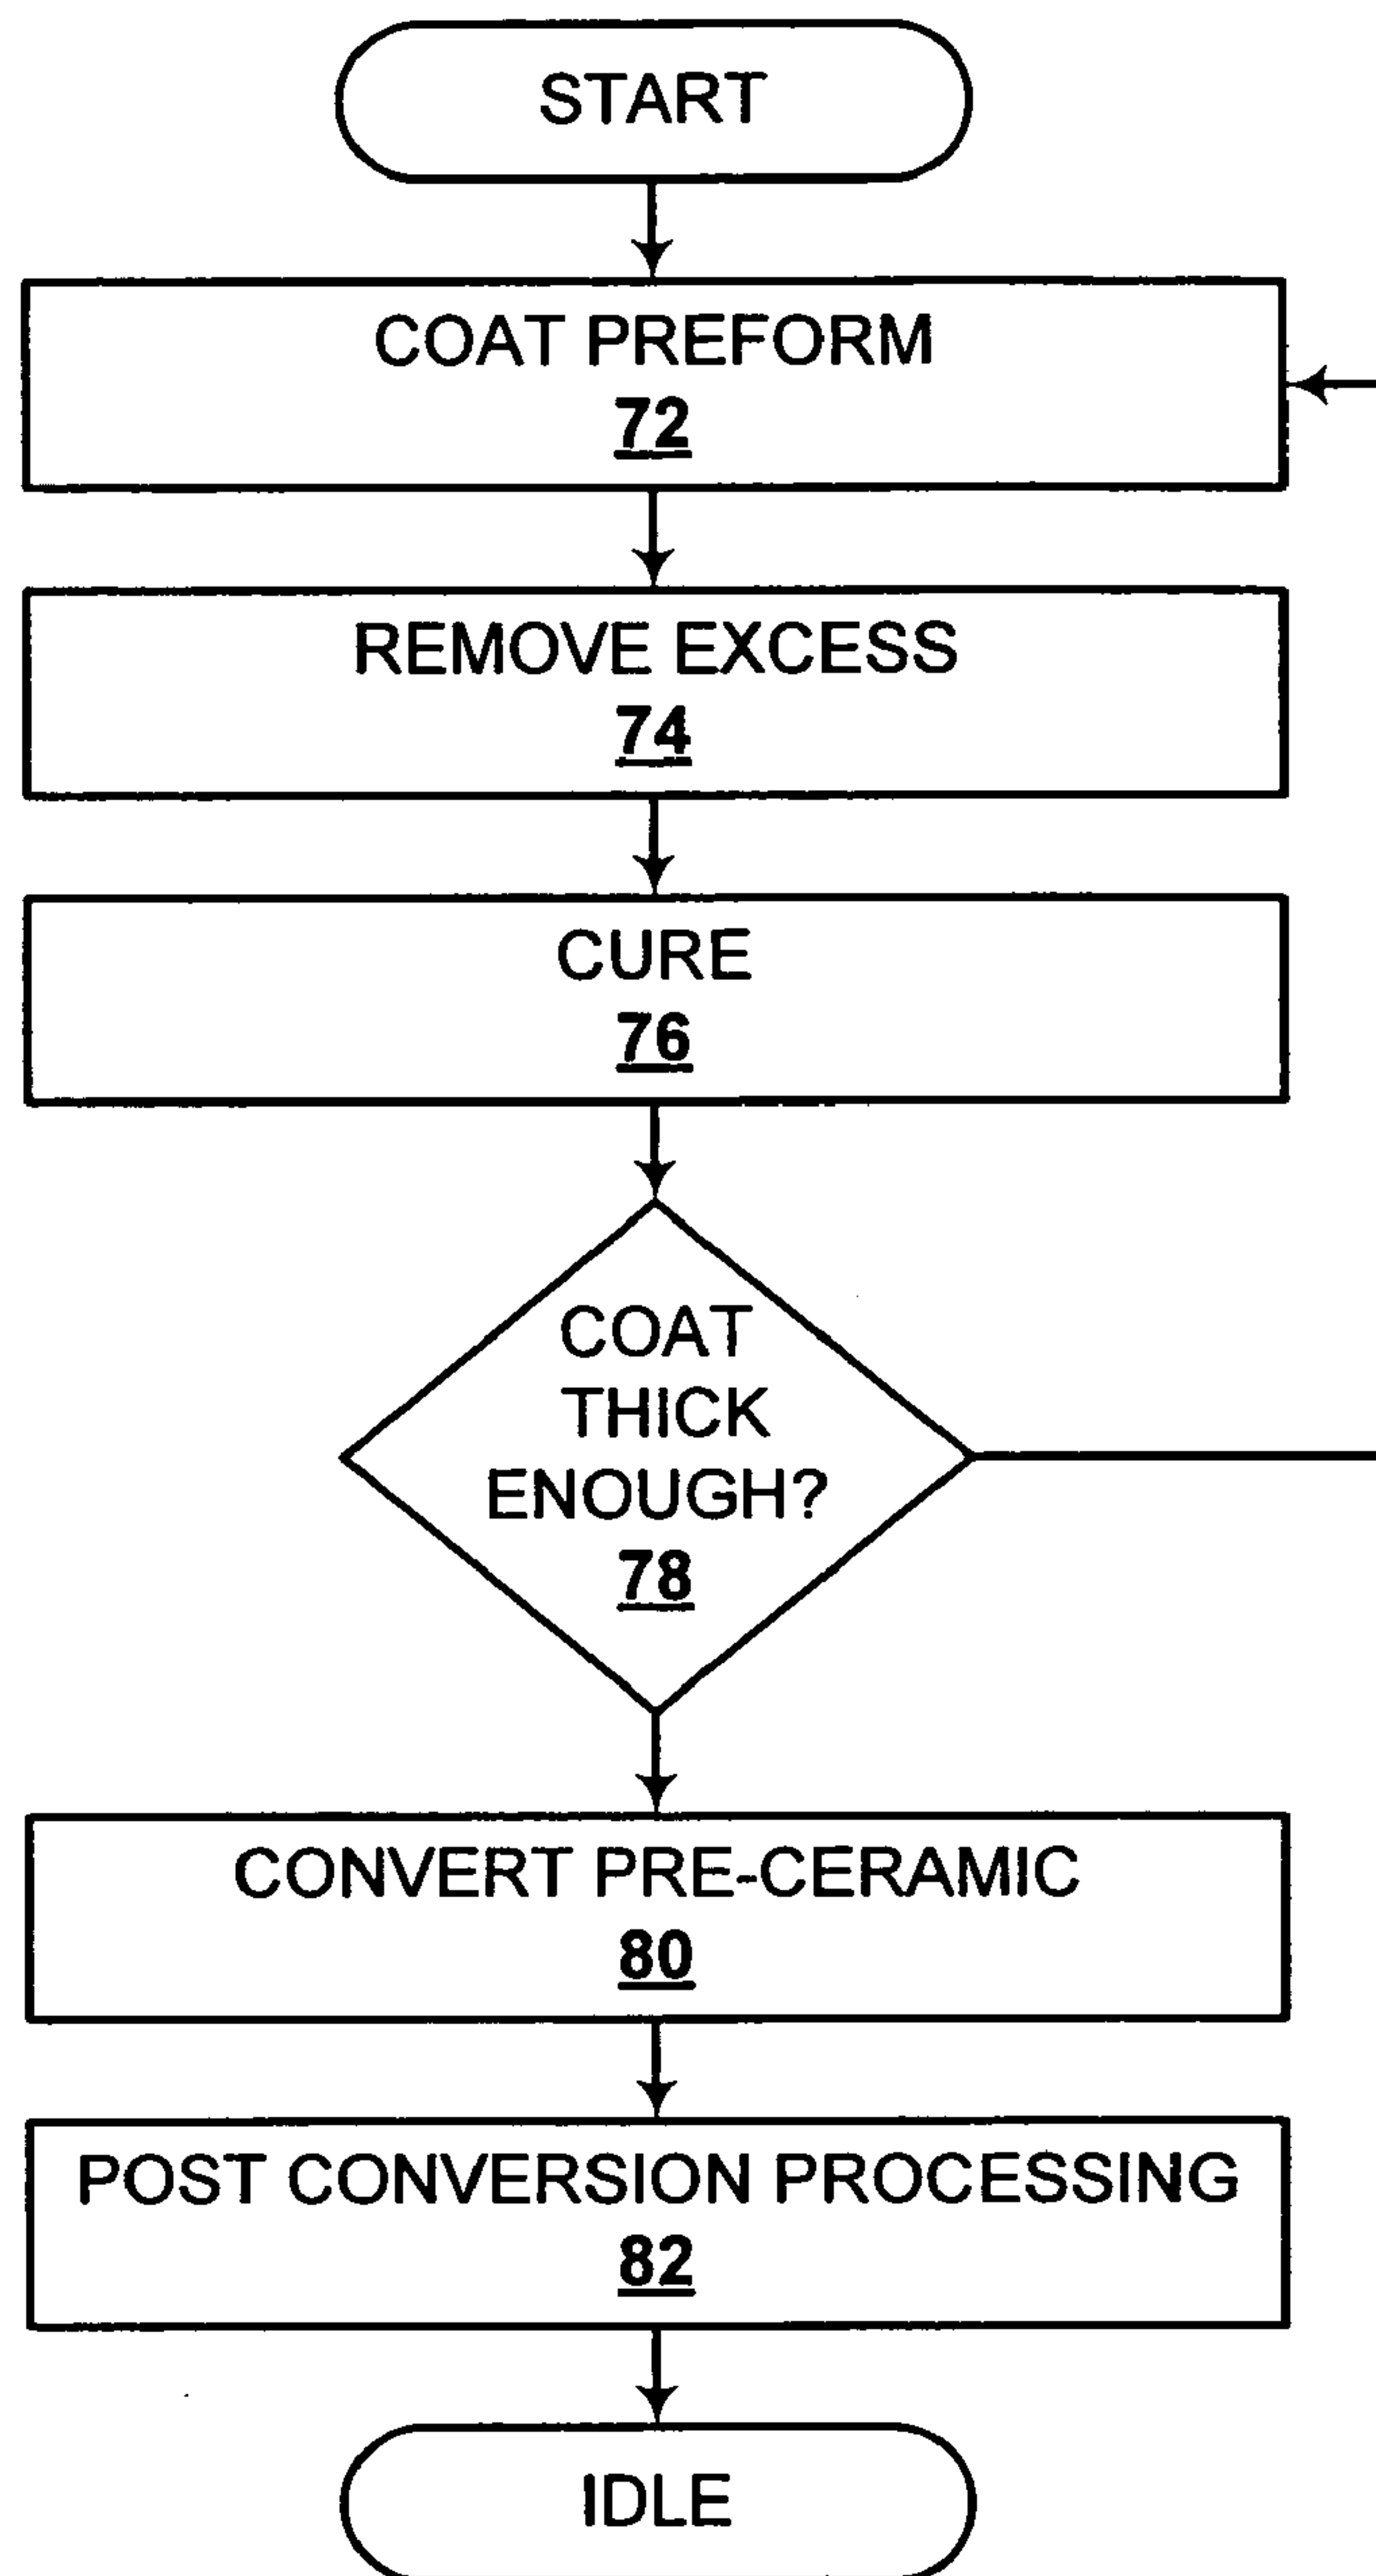 START
COAT PREFORM
72
REMOVE EXCESS
74
CURE
76
COAT
THICK
ENOUGH?
78
CONVERT PRE-CERAMIC
80
POST CONVERSION PROCESSING
82
IDLE